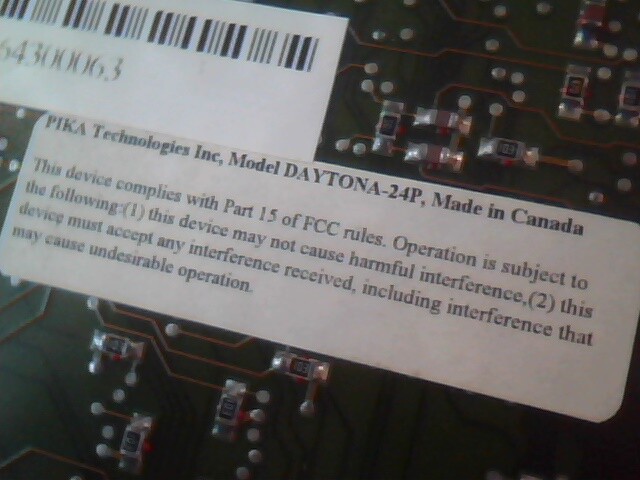 64300063
PIKA Technologies Inc, Model DAYTONA-24P, Made in Canada
This device complies with Part 15 of FCC rules. Operation is subject to
the following:(1) this device may not cause harmful interference,(2) this
device must accept any interference received, including interference that
may cause undesirable operation.